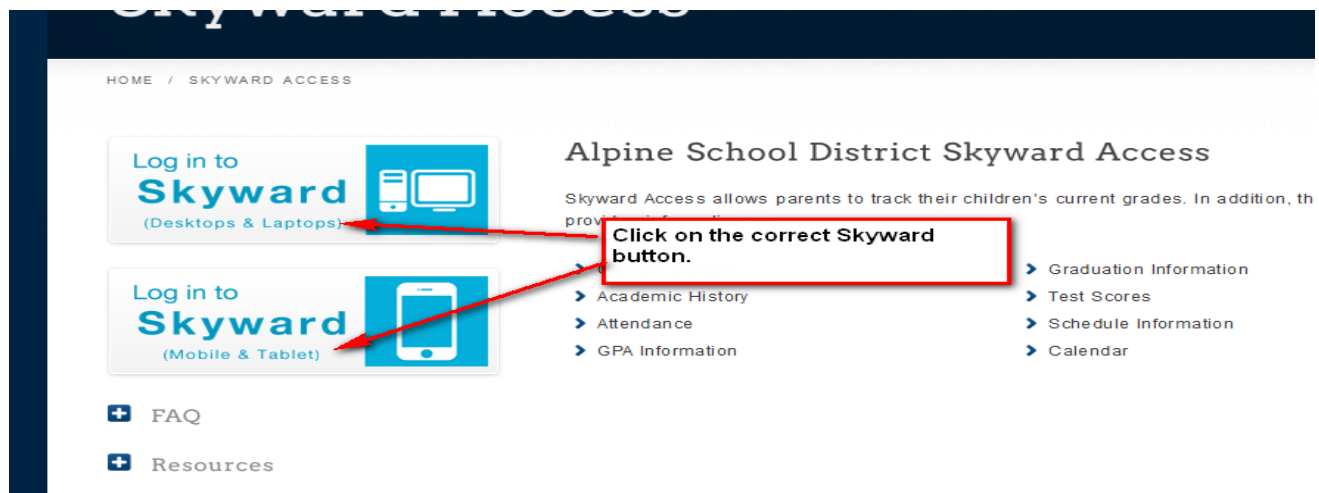 Skyward Access
HOME / SKYWARD ACCESS
Log in to
Skyward
(Desktops & Laptops)
Log in to
Skyward
(Mobile & Tablet)
FAQ
Resources
Alpine School District Skyward Access
Skyward Access allows parents to track their children's current grades. In addition, th
Click on the correct Skyward
button.
Academic History
Attendance
GPA Information
Graduation Information
Test Scores
Schedule Information
Calendar